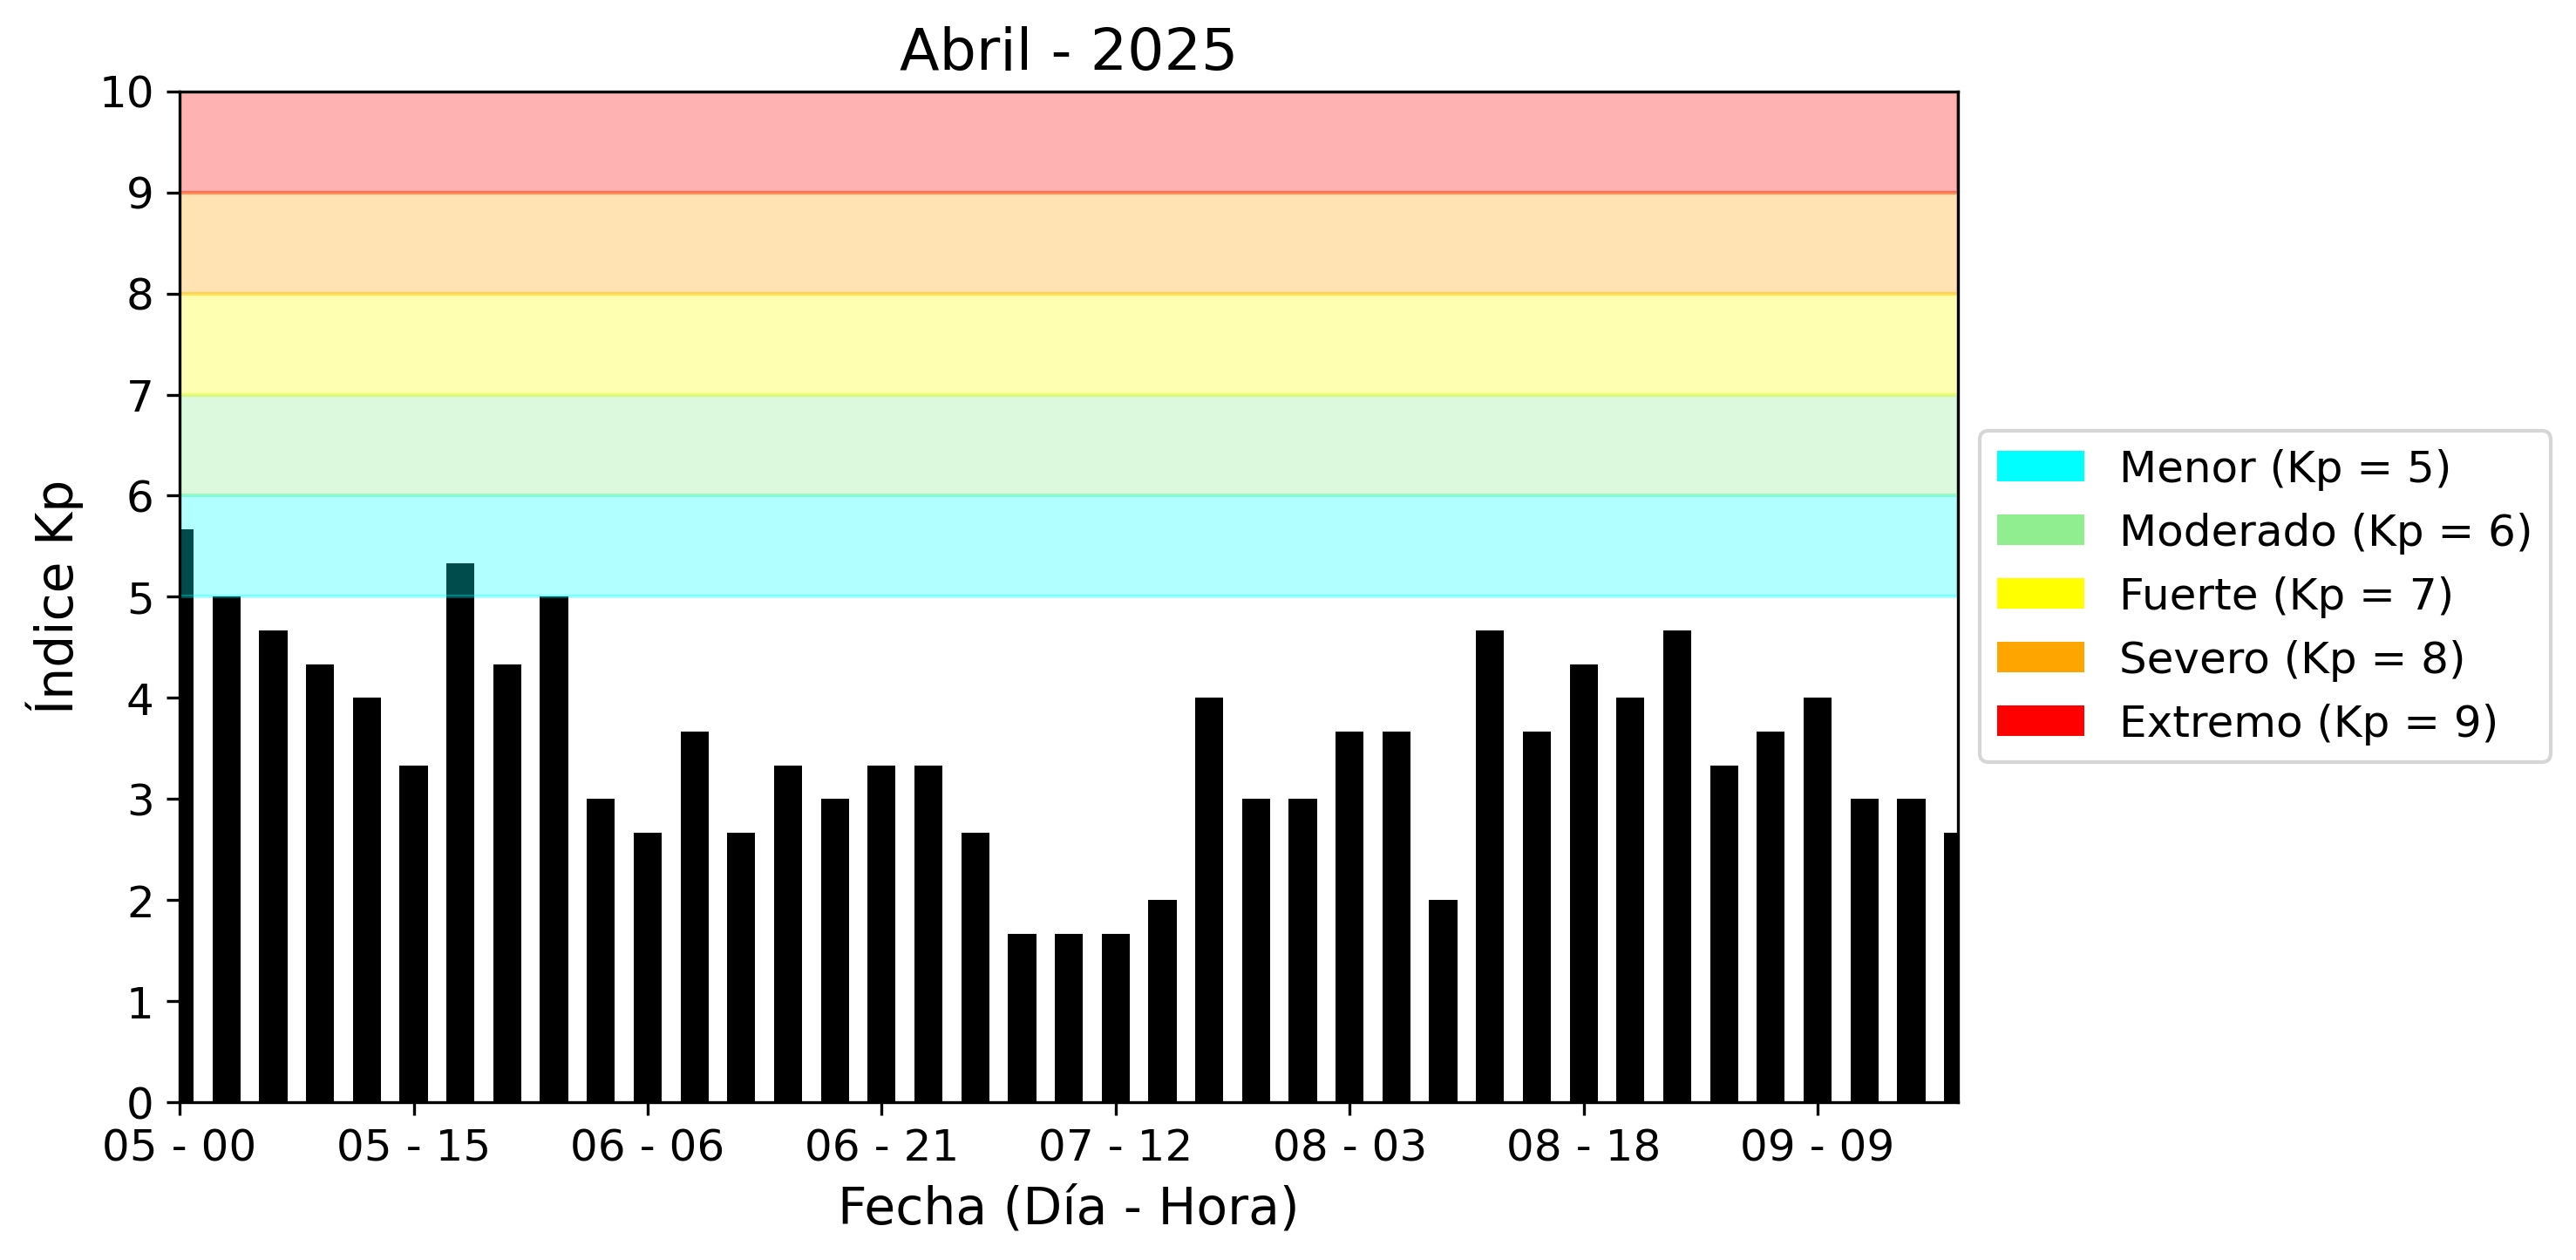 Abril - 2025
10
9
8
7
6
5
4
3
2
1
0
Índice Kp
05 - 00
05 - 15
06 - 06
06 - 21
07 - 12
08 - 03
08 - 18
09 - 09
Fecha (Día - Hora)
Menor (Kp = 5)
Moderado (Kp = 6)
Fuerte (Kp = 7)
Severo (Kp = 8)
Extremo (Kp = 9)